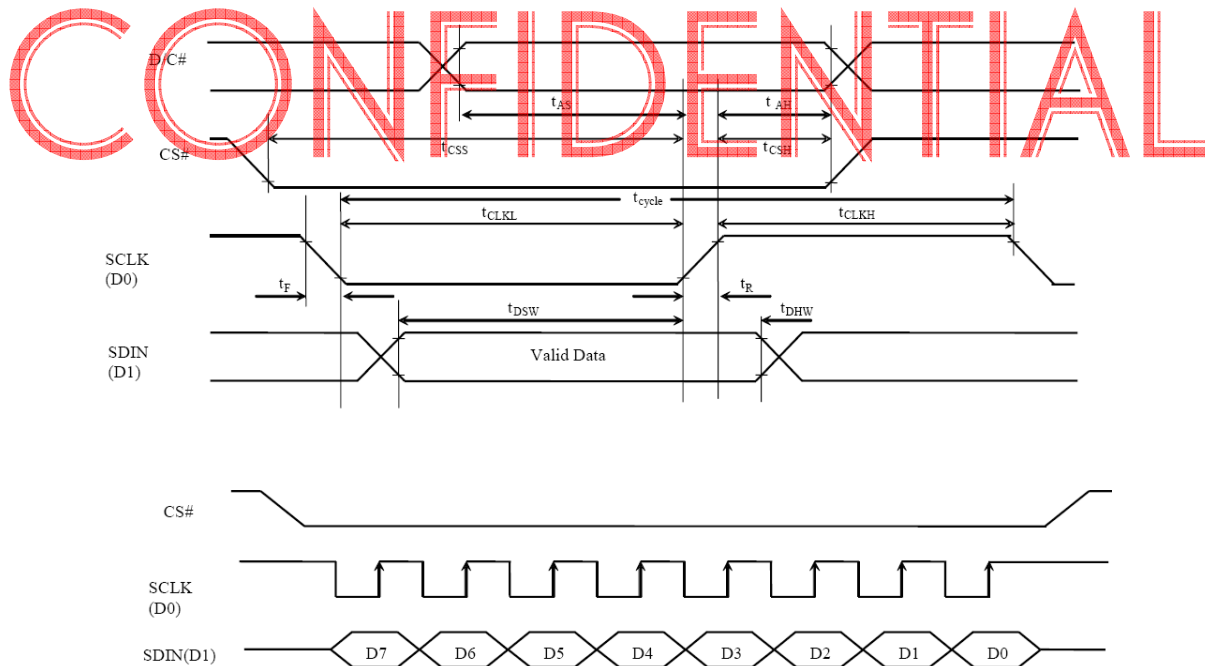 CONFIDENTIAL
D/C#
tAS
tAH
CS#
tCSS
tCSH
tcycle
tCLKL
tCLKH
SCLK
(D0)
tF
tR
tDSW
tDHW
SDIN
(D1)
Valid Data
CS#
SCLK
(D0)
SDIN(D1)
D7
D6
D5
D4
D3
D2
D1
D0